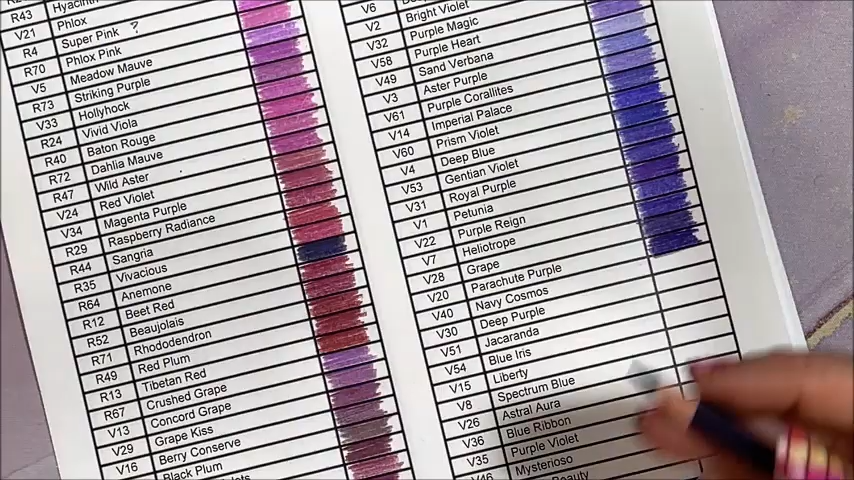 R43 Hyacinth
V21 Phlox
R4 Super Pink ?
R70 Phlox Pink
V5 Meadow Mauve
R73 Striking Purple
V33 Hollyhock
R24 Vivid Viola
R40 Baton Rouge
R72 Dahlia Mauve
R47 Wild Aster
V24 Red Violet
V34 Magenta Purple
R29 Raspberry Radiance
R44 Sangria
R35 Vivacious
R64 Anemone
R12 Beet Red
R52 Beaujolais
R71 Rhododendron
R49 Red Plum
R13 Tibetan Red
R67 Crushed Grape
V13 Concord Grape
V29 Grape Kiss
V16 Berry Conserve
Black Plum
V6
V2 Bright Violet
V32 Purple Magic
V58 Purple Heart
V49 Sand Verbana
V3 Aster Purple
V61 Purple Corallites
V14 Imperial Palace
V60 Prism Violet
V4 Deep Blue
V53 Gentian Violet
V31 Royal Purple
V1 Petunia
V22 Purple Reign
V7 Heliotrope
V28 Grape
V20 Parachute Purple
V40 Navy Cosmos
V30 Deep Purple
V51 Jacaranda
V54 Blue Iris
V15 Liberty
V8 Spectrum Blue
V26 Astral Aura
V36 Blue Ribbon
V35 Purple Violet
V46 Mysterioso
Beauty